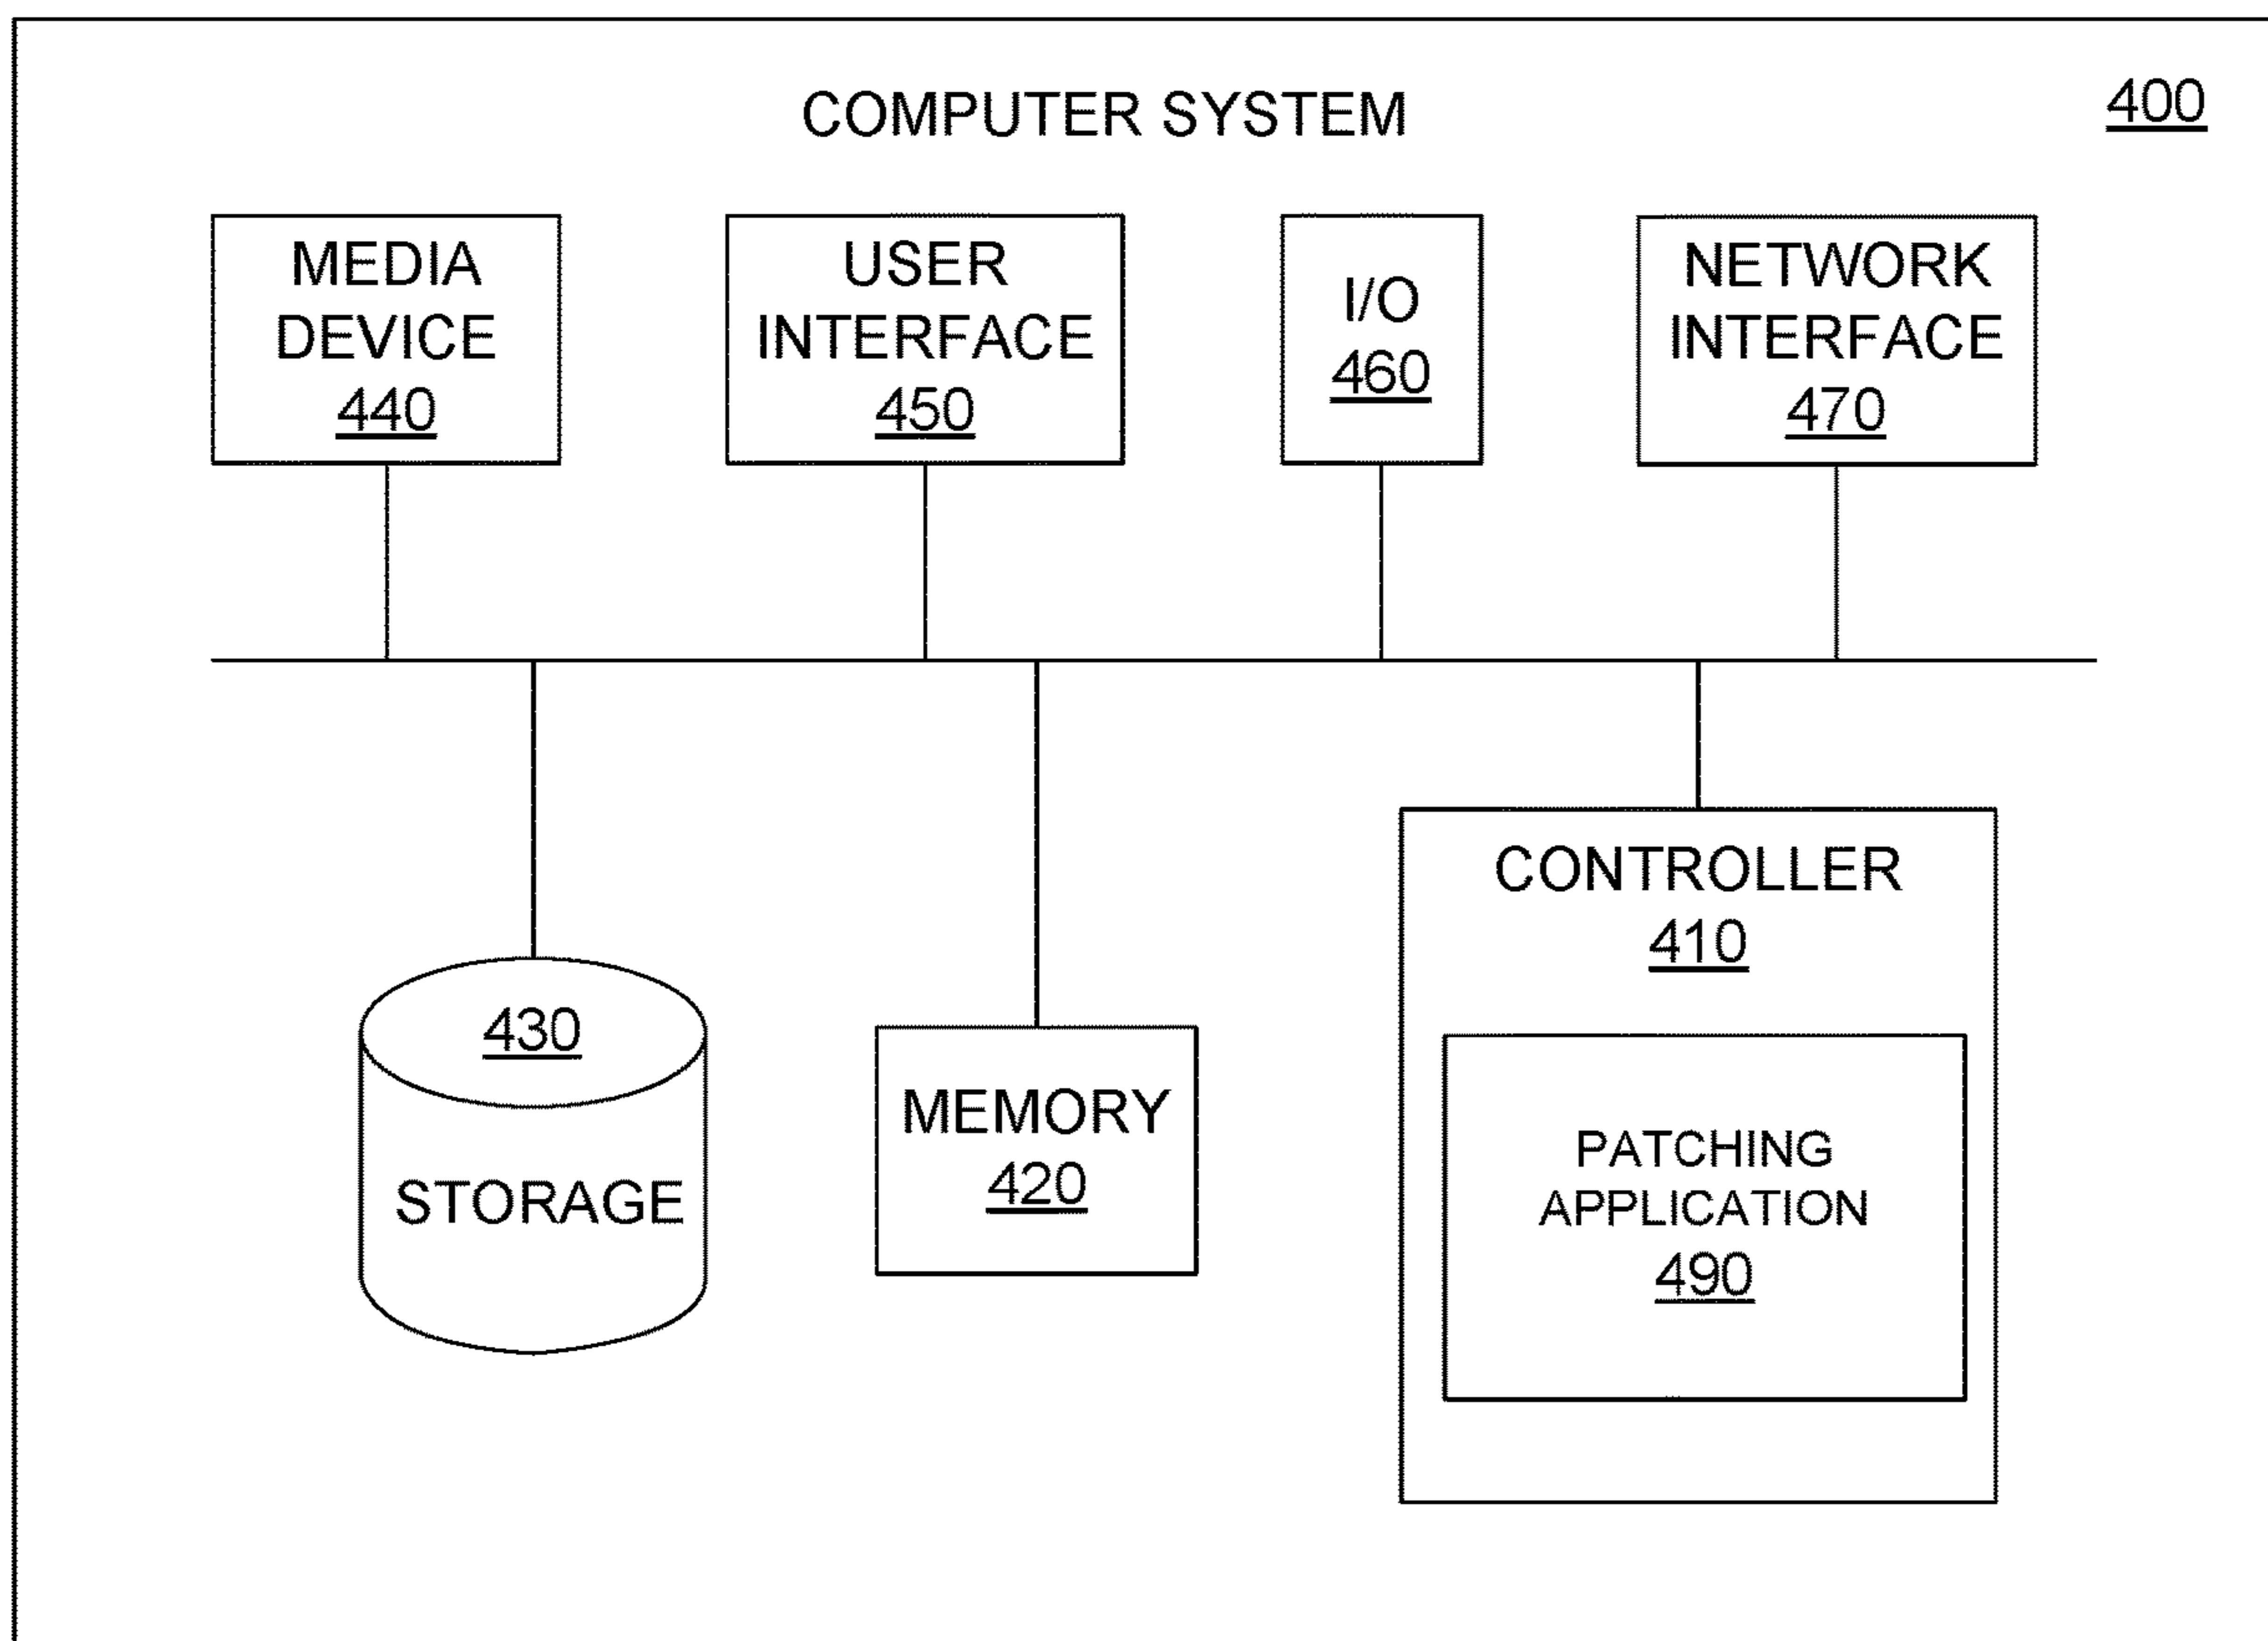 COMPUTER SYSTEM
400
MEDIA
DEVICE
440
USER
INTERFACE
450
I/O
460
NETWORK
INTERFACE
470
430
STORAGE
MEMORY
420
CONTROLLER
410
PATCHING
APPLICATION
490